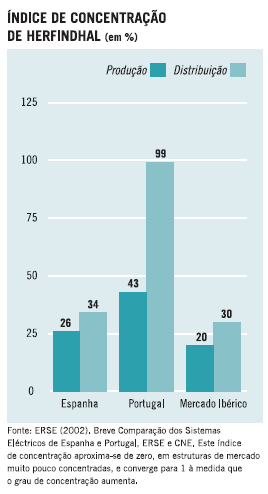 ÍNDICE DE CONCENTRAÇÃO
DE HERFINDHAL (em %)
Produção Distribuição
125
100
75
50
25
0
26 34
43 99
20 30
Espanha Portugal Mercado Ibérico
Fonte: ERSE (2002), Breve Comparação dos Sistemas
Eléctricos de Espanha e Portugal, ERSE e CNE, Este índice
de concentração aproxima-se de zero, em estruturas de mercado
muito pouco concentradas, e converge para 1 à medida que
o grau de concentração aumenta.